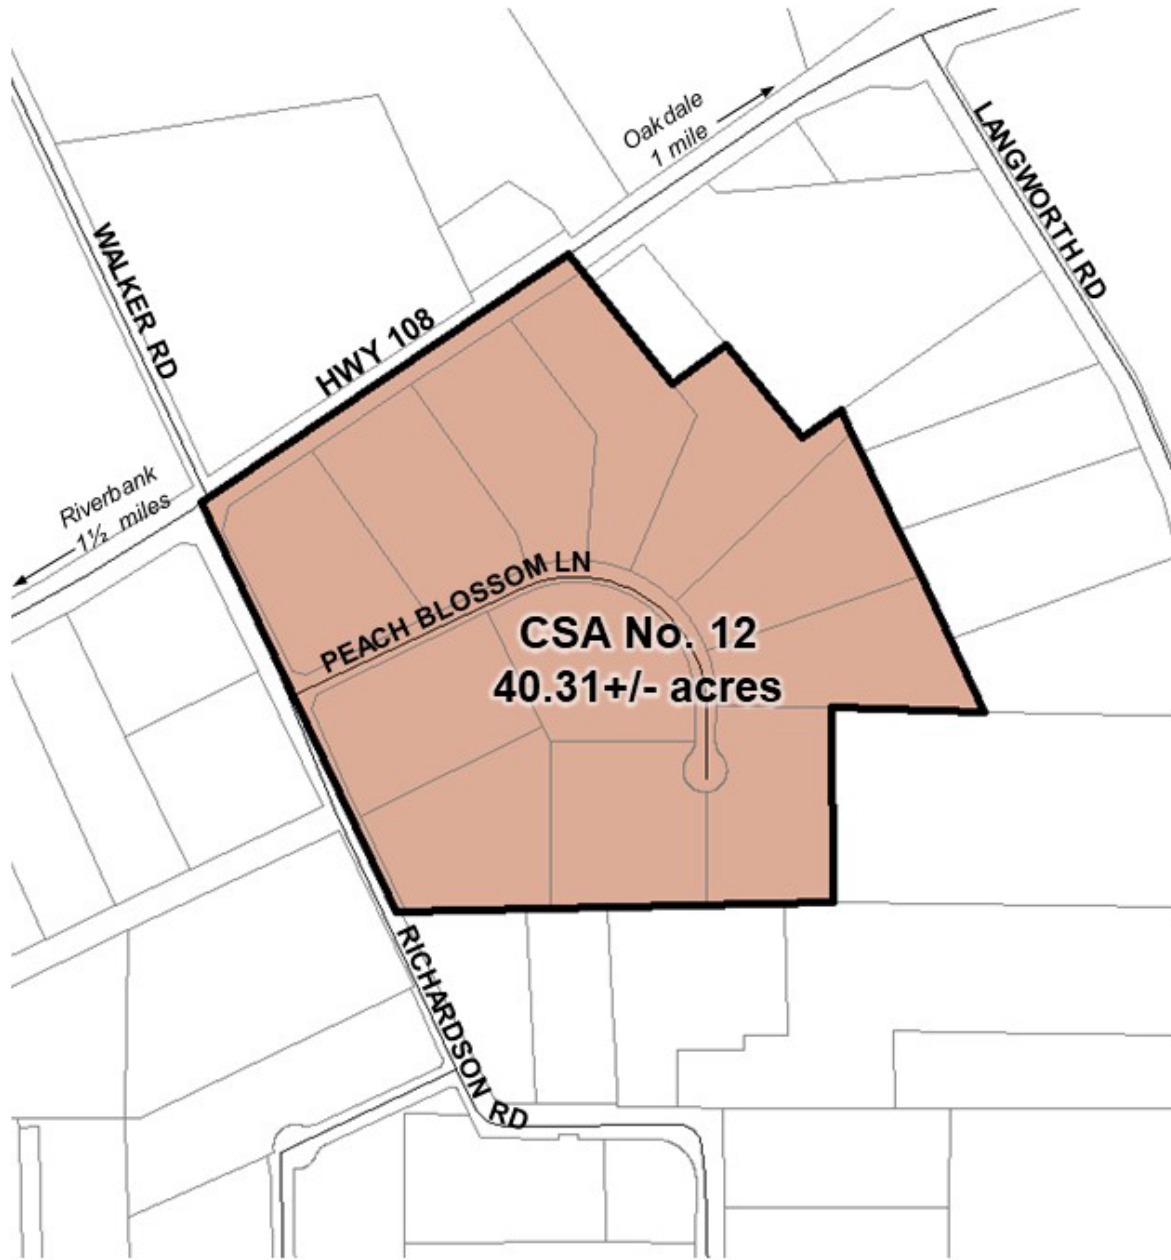 Oakdale
1 mile
LANGWORTH RD
WALKER RD
HWY 108
Riverbank
1½ miles
PEACH BLOSSOM LN
CSA No. 12
40.31+/- acres
RICHARDSON RD